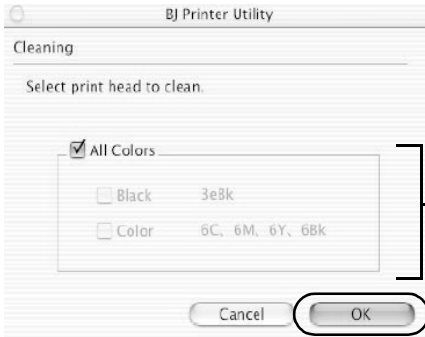 BJ Printer Utility
Cleaning
Select print head to clean.
All Colors
Black 3eBk
Color 6C、6M、6Y、6Bk
Cancel OK